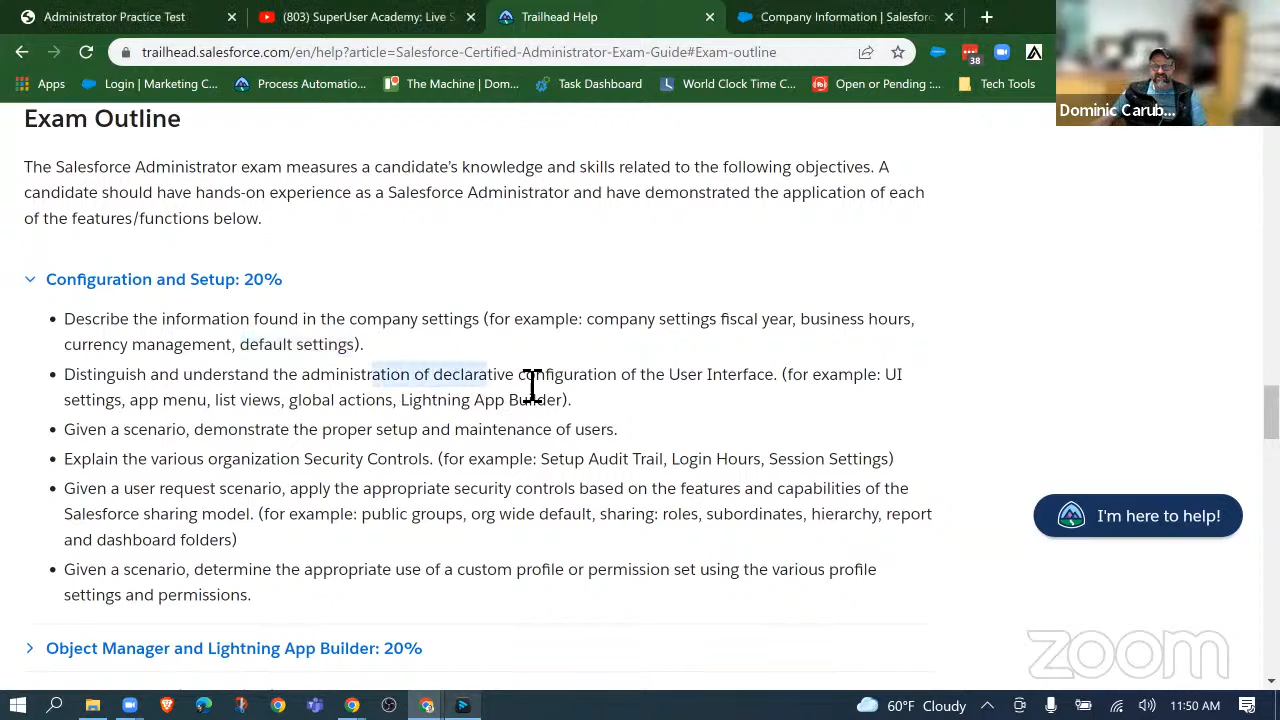 Administrator Practice Test
(803) SuperUser Academy: Live S
Trailhead Help
Company Information | Salesforc
trailhead.salesforce.com/en/help?article=Salesforce-Certified-Administrator-Exam-Guide#Exam-outline
38
Apps
Login | Marketing C...
Process Automatio...
The Machine | Dom...
Task Dashboard
World Clock Time C...
Open or Pending :...
Tech Tools
Dominic Carub...
Exam Outline
The Salesforce Administrator exam measures a candidate's knowledge and skills related to the following objectives. A
candidate should have hands-on experience as a Salesforce Administrator and have demonstrated the application of each
of the features/functions below.
Configuration and Setup: 20%
• Describe the information found in the company settings (for example: company settings fiscal year, business hours,
currency management, default settings).
• Distinguish and understand the administration of declarative configuration of the User Interface. (for example: UI
settings, app menu, list views, global actions, Lightning App Builder).
• Given a scenario, demonstrate the proper setup and maintenance of users.
• Explain the various organization Security Controls. (for example: Setup Audit Trail, Login Hours, Session Settings)
• Given a user request scenario, apply the appropriate security controls based on the features and capabilities of the
Salesforce sharing model. (for example: public groups, org wide default, sharing: roles, subordinates, hierarchy, report
and dashboard folders)
• Given a scenario, determine the appropriate use of a custom profile or permission set using the various profile
settings and permissions.
Object Manager and Lightning App Builder: 20%
I'm here to help!
zoom
60°F Cloudy
11:50 AM